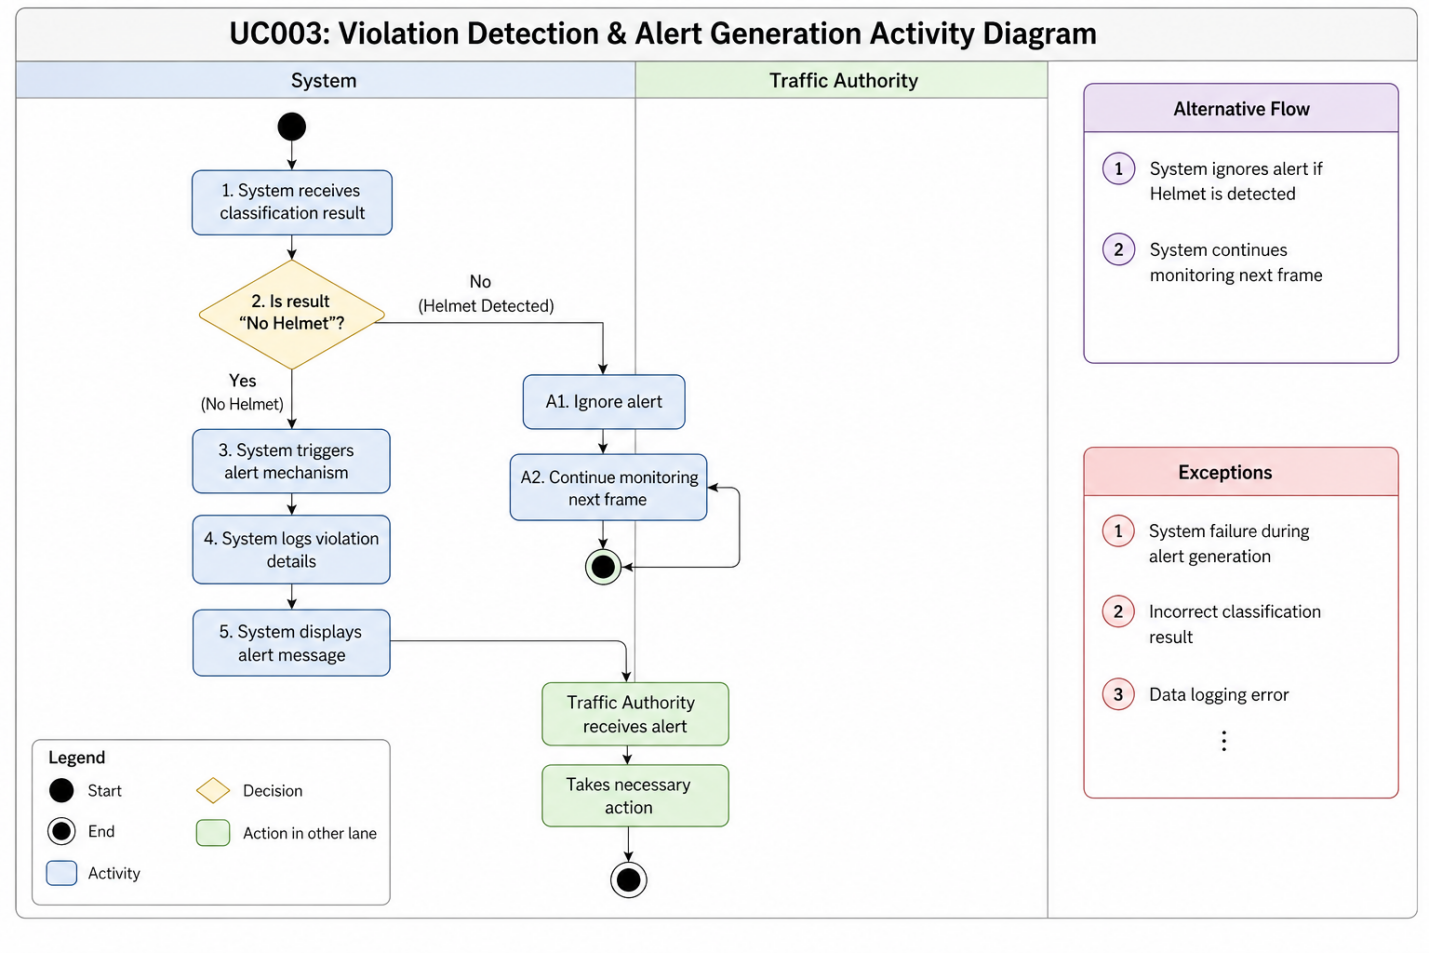 UC003: Violation Detection & Alert Generation Activity Diagram
System
Traffic Authority
1. System receives
classification result
2. Is result
“No Helmet”?
No
(Helmet Detected)
Yes
(No Helmet)
A1. Ignore alert
3. System triggers
alert mechanism
A2. Continue monitoring
next frame
4. System logs violation
details
5. System displays
alert message
Traffic Authority
receives alert
Takes necessary
action
Legend
Start
Decision
End
Action in other lane
Activity
Alternative Flow
1 System ignores alert if
Helmet is detected
2 System continues
monitoring next frame
Exceptions
1 System failure during
alert generation
2 Incorrect classification
result
3 Data logging error
⋮